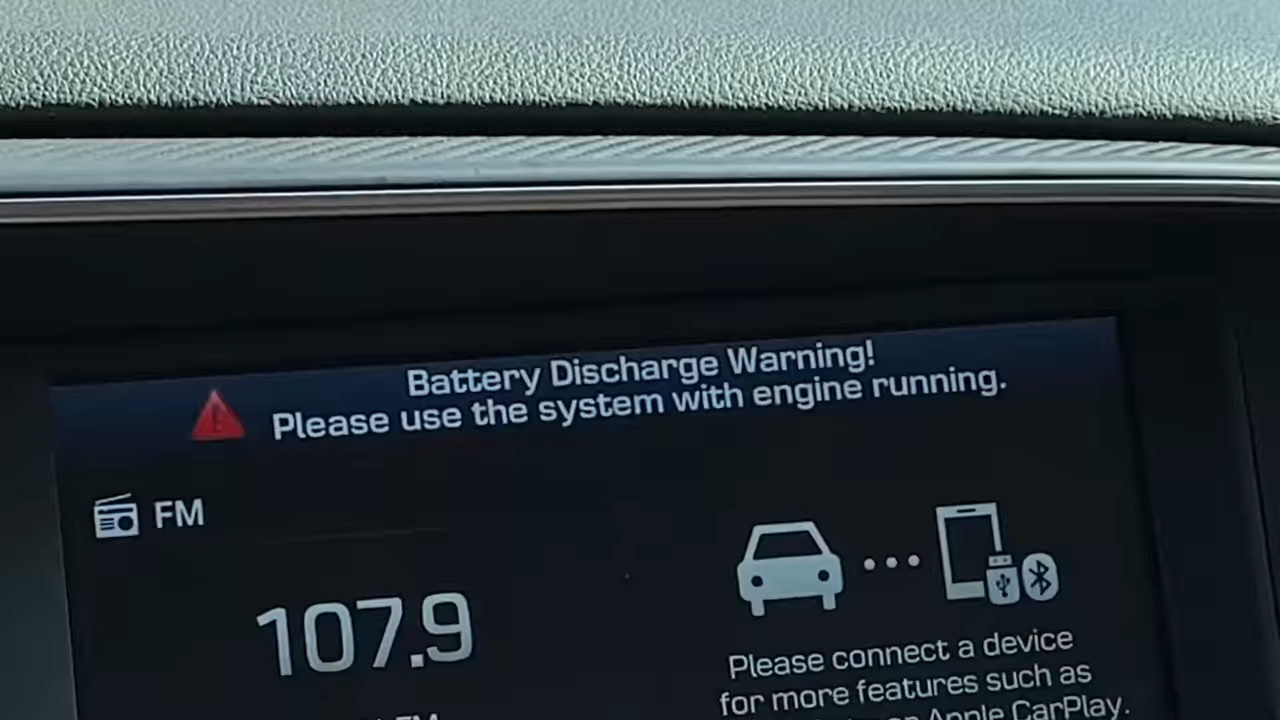 Battery Discharge Warning!
Please use the system with engine running.
FM
107.9
Please connect a device
for more features such as
Apple CarPlay.